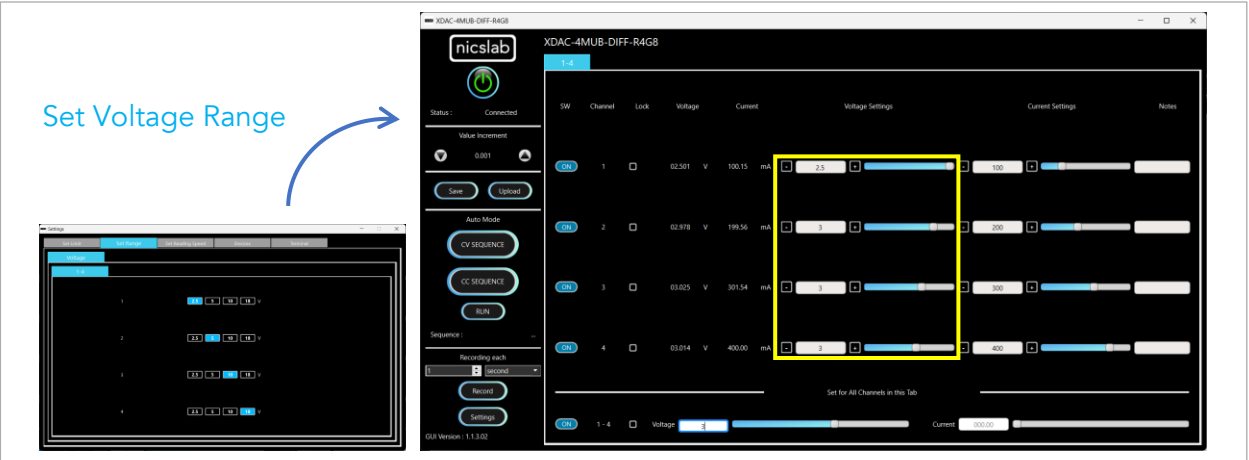 Set Voltage Range
Settings
Set Limit Set Range Set Reading Speed Devices Terminal
Voltage
1-4
1 2.5 5 10 18 V
2 2.5 5 10 18 V
3 2.5 5 10 18 V
4 2.5 5 10 18 V
XDAC-4MUB-DIFF-R4G8
nicslab
Status : Connected
Value Increment
0.001
Save Upload
Auto Mode
CV SEQUENCE
CC SEQUENCE
RUN
Sequence : ...
Recording each
1 second
Record
Settings
GUI Version : 1.1.3.02
XDAC-4MUB-DIFF-R4G8
1-4
SW Channel Lock Voltage Current Voltage Settings Current Settings Notes
ON 1 02.501 V 100.15 mA - 2.5 + - 100 +
ON 2 02.978 V 199.56 mA - 3 + - 200 +
ON 3 03.025 V 301.54 mA - 3 + - 300 +
ON 4 03.014 V 400.00 mA - 3 + - 400 +
Set for All Channels in this Tab
ON 1 - 4 Voltage 3 Current 000.00